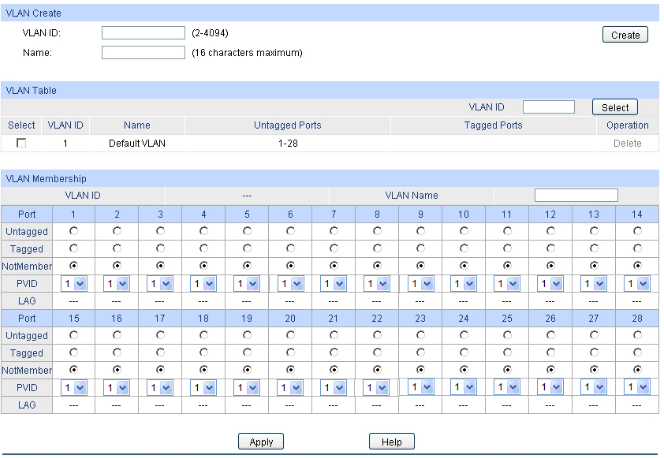 VLAN Create
VLAN ID: (2-4094) Create
Name: (16 characters maximum)
VLAN Table
VLAN ID Select
Select VLAN ID Name Untagged Ports Tagged Ports Operation
1 Default VLAN 1-28 Delete
VLAN Membership
VLAN ID --- VLAN Name
Port 1 2 3 4 5 6 7 8 9 10 11 12 13 14
Untagged
Tagged
NotMember
PVID 1 1 1 1 1 1 1 1 1 1 1 1 1 1
LAG --- --- --- --- --- --- --- --- --- --- --- --- --- ---
Port 15 16 17 18 19 20 21 22 23 24 25 26 27 28
Untagged
Tagged
NotMember
PVID 1 1 1 1 1 1 1 1 1 1 1 1 1 1
LAG --- --- --- --- --- --- --- --- --- --- --- --- --- ---
Apply Help